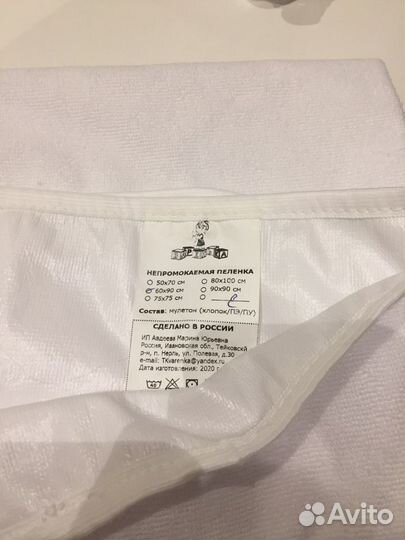 НЕПРОМОКАЕМАЯ ПЕЛЕНКА
50x70 см
80x100 см
60x90 см
90x90 см
75x75 см
Состав: мулетон (хлопок/ПЭ/ПУ)
СДЕЛАНО В РОССИИ
ИП Авдеева Марина Юрьевна
Россия, Ивановская обл., Тейковский
р-н, п. Нерль, ул. Полевая, д.30
e-mail: TKvarenka@yandex.ru
Дата изготовления: 2020 г
Avito